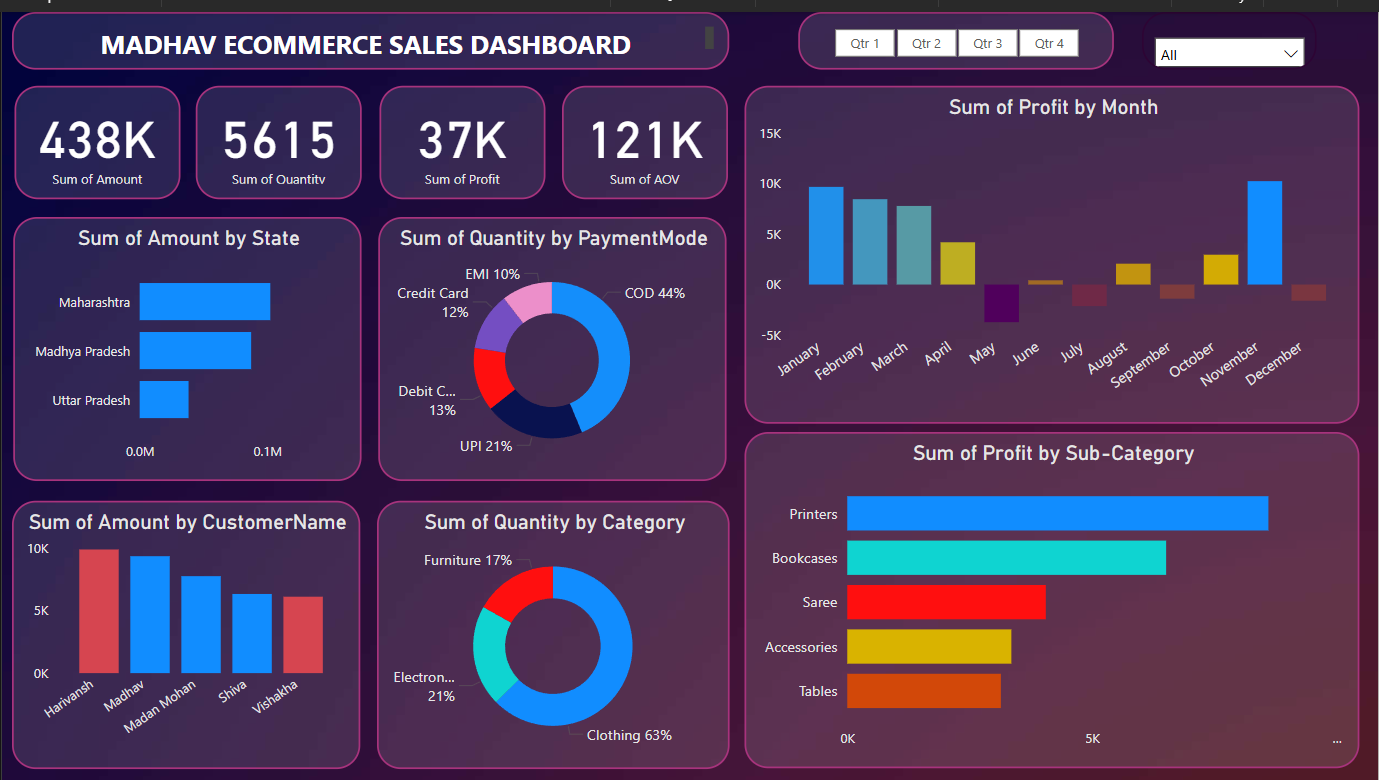 MADHAV ECOMMERCE SALES DASHBOARD
Qtr 1
Qtr 2
Qtr 3
Qtr 4
All
438K
Sum of Amount
5615
Sum of Quantity
37K
Sum of Profit
121K
Sum of AOV
Sum of Profit by Month
15K
10K
5K
0K
-5K
January
February
March
April
May
June
July
August
September
October
November
December
Sum of Amount by State
Maharashtra
Madhya Pradesh
Uttar Pradesh
0.0M
0.1M
Sum of Quantity by PaymentMode
EMI 10%
COD 44%
Credit Card
12%
Debit C...
13%
UPI 21%
Sum of Profit by Sub-Category
Printers
Bookcases
Saree
Accessories
Tables
0K
5K
...
Sum of Amount by CustomerName
10K
5K
0K
Harivansh
Madhav
Madan Mohan
Shiva
Vishakha
Sum of Quantity by Category
Furniture 17%
Electron...
21%
Clothing 63%